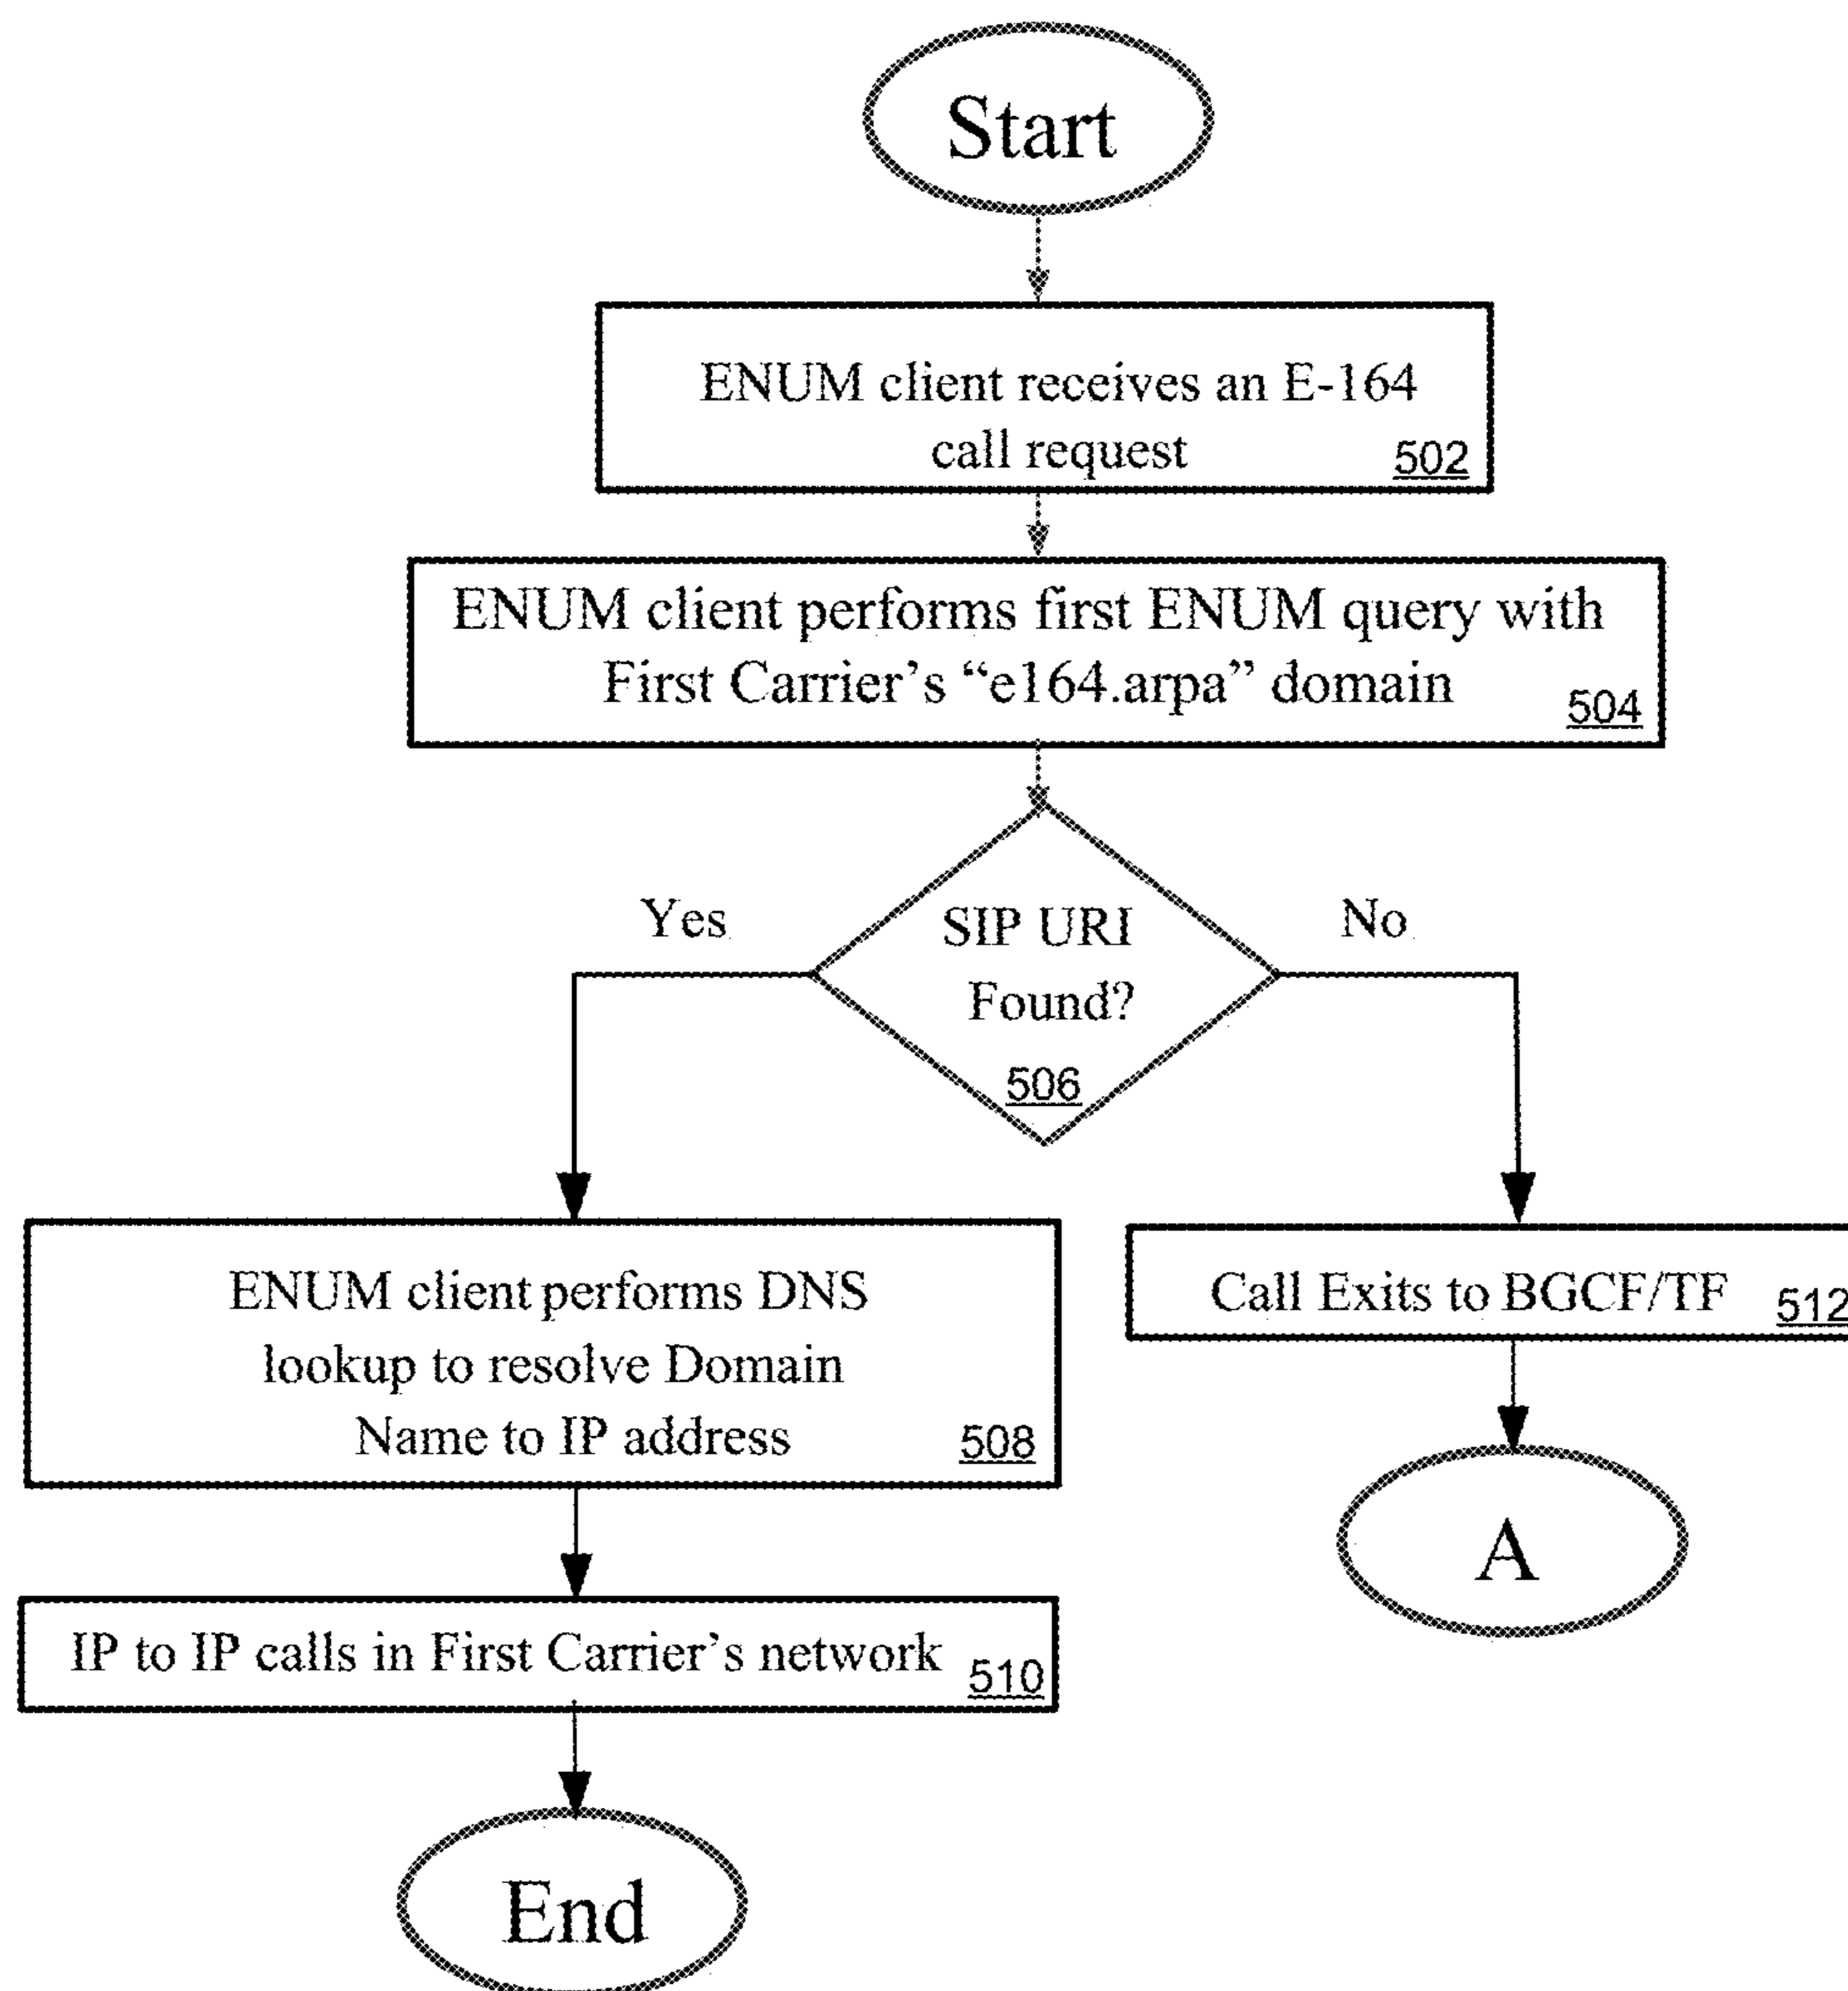 Start
ENUM client receives an E-164
call request 502
ENUM client performs first ENUM query with
First Carrier's “e164.arpa” domain 504
SIP URI
Found?
506
Yes
No
ENUM client performs DNS
lookup to resolve Domain
Name to IP address 508
Call Exits to BGCF/TF 512
A
IP to IP calls in First Carrier's network 510
End